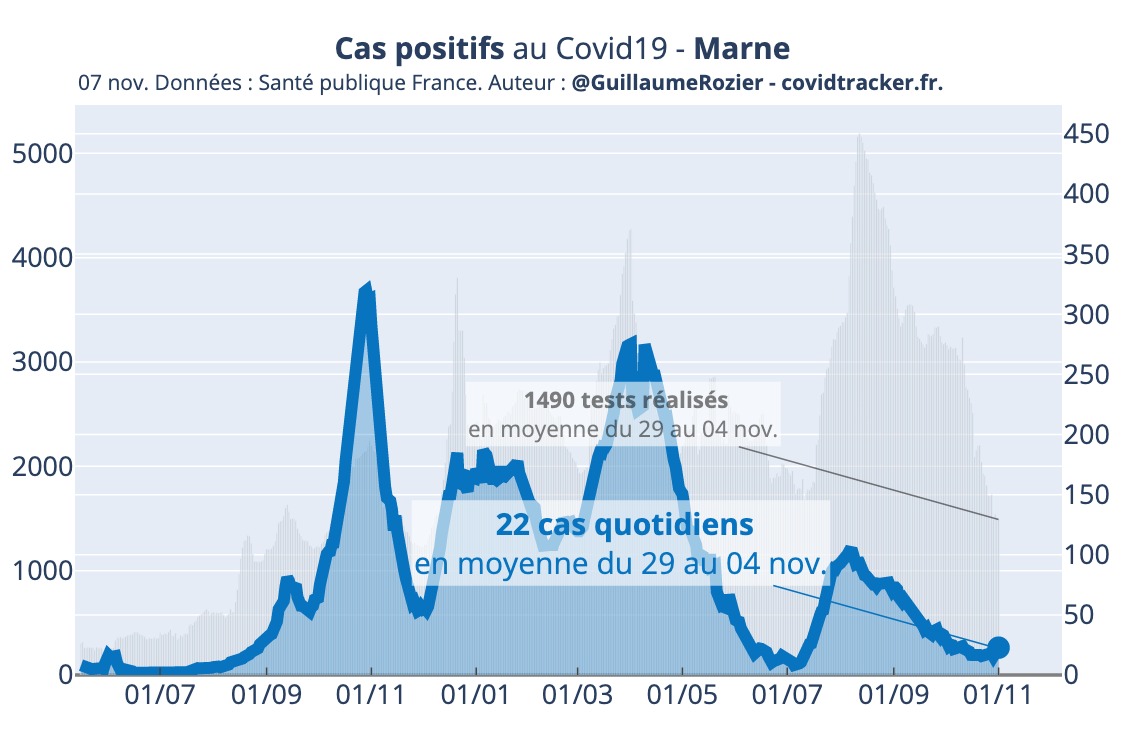 Cas positifs au Covid19 - Marne
07 nov. Données : Santé publique France. Auteur : @GuillaumeRozier - covidtracker.fr.
450
5000
400
4000
350
300
3000
250
1490 tests réalisés
en moyenne du 29 au 04 nov.
2000
200
150
22 cas quotidiens
en moyenne du 29 au 04 nov.
1000
100
50
0
0
01/07 01/09 01/11 01/01 01/03 01/05 01/07 01/09 01/11